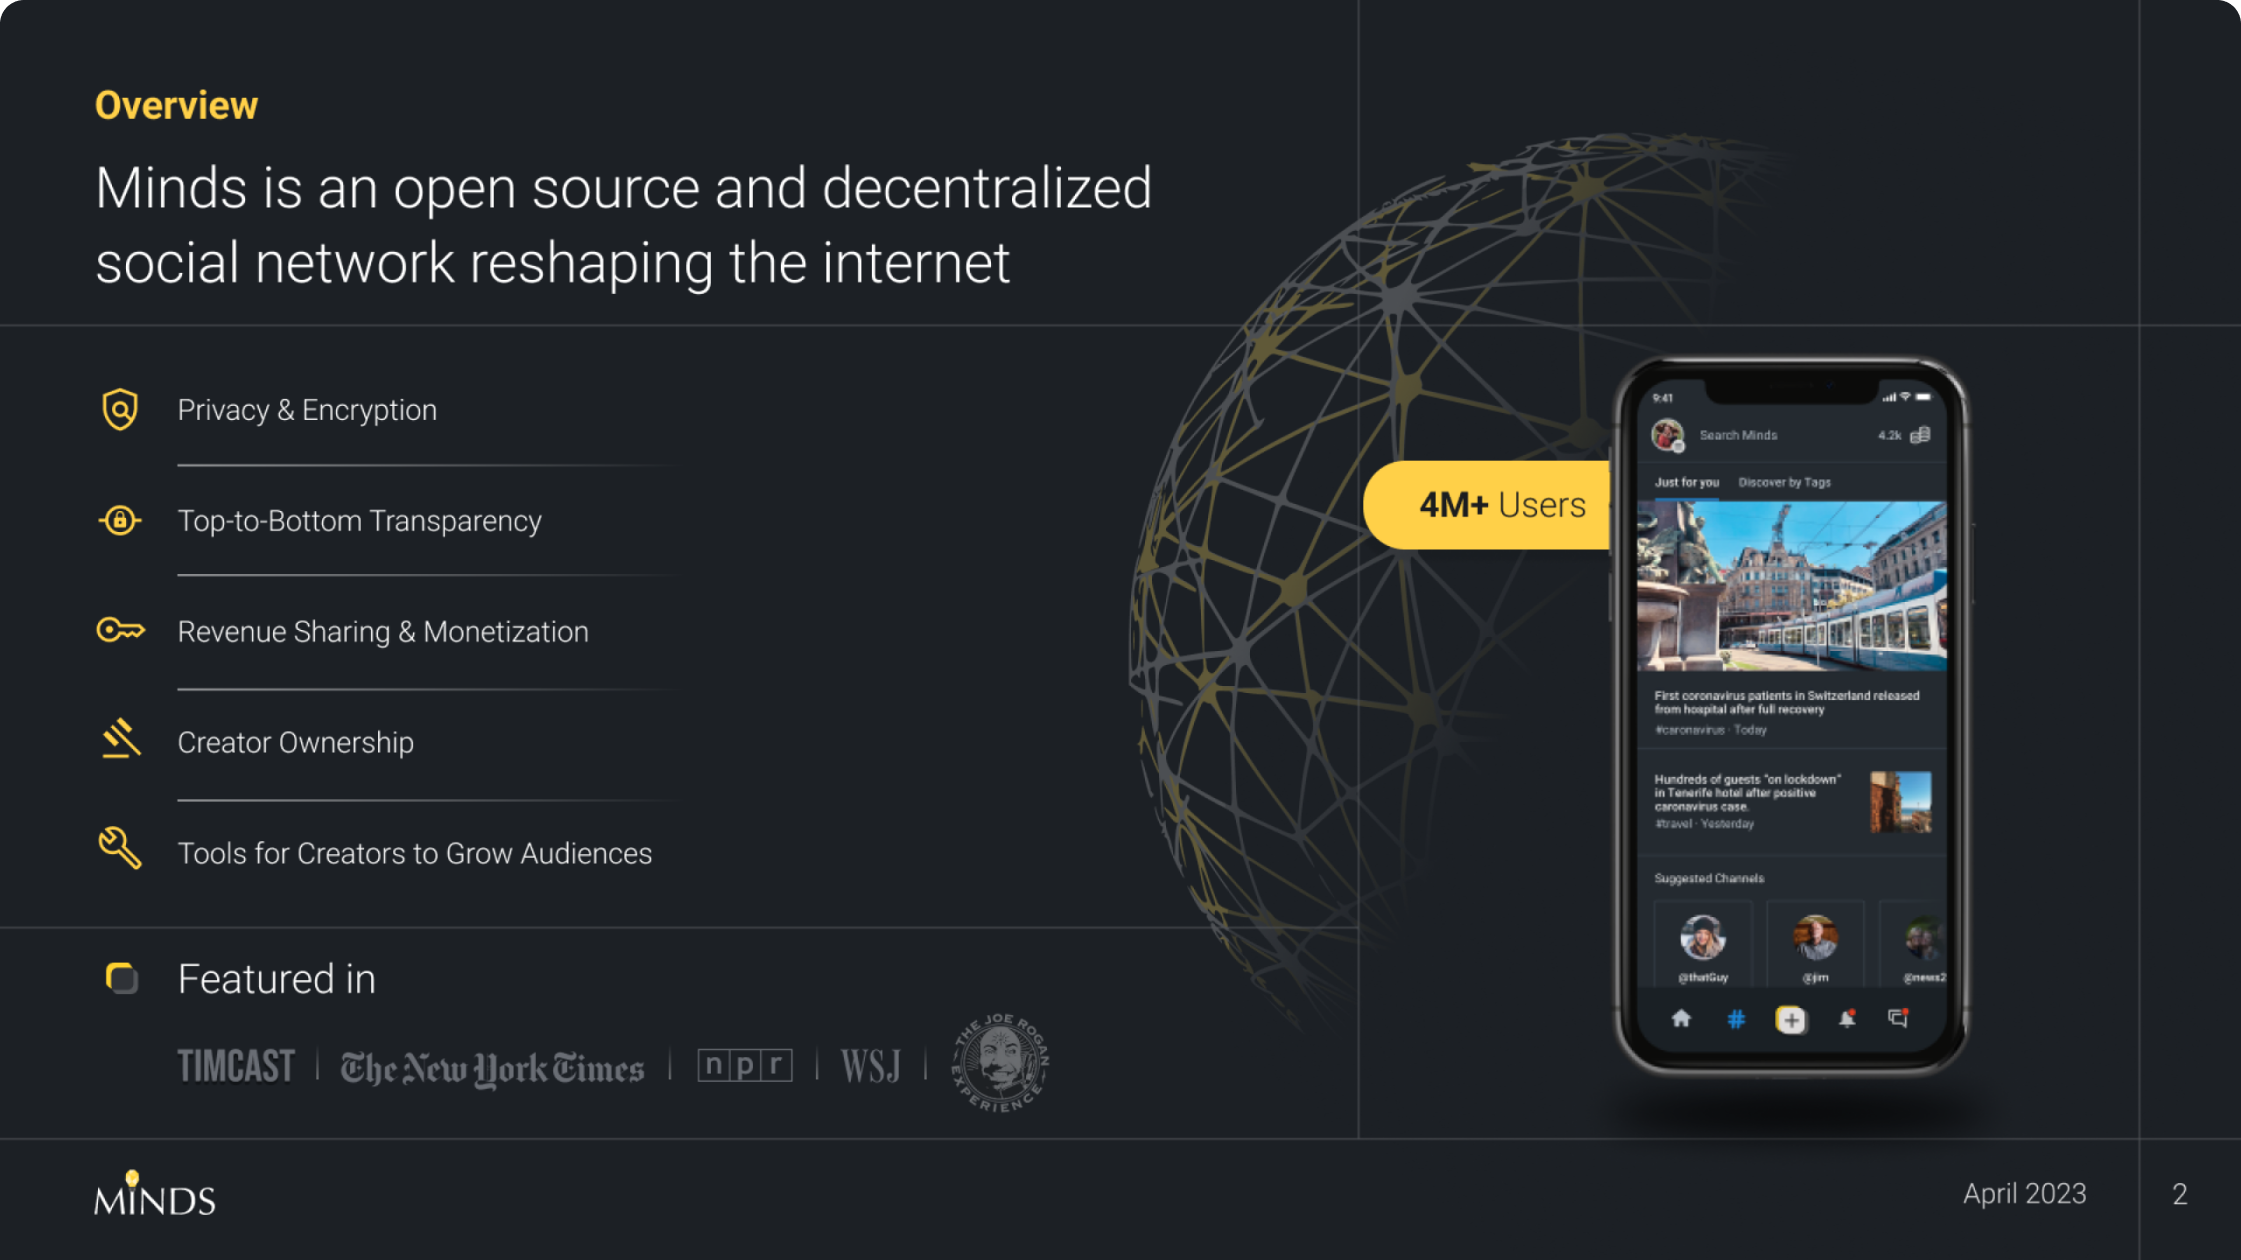 Overview
Minds is an open source and decentralized
social network reshaping the internet
Privacy & Encryption
Top-to-Bottom Transparency
Revenue Sharing & Monetization
Creator Ownership
Tools for Creators to Grow Audiences
Featured in
TIMCAST
The New York Times
npr
WSJ
THE JOE ROGAN
EXPERIENCE
4M+ Users
9:41
Search Minds
4.2k
Just for you
Discover by Tags
First coronavirus patients in Switzerland released
from hospital after full recovery
#coronavirus · Today
Hundreds of guests "on lockdown"
in Tenerife hotel after positive
coronavirus case.
#travel · Yesterday
Suggested Channels
@thatGuy
@jim
@news2
MINDS
April 2023
2